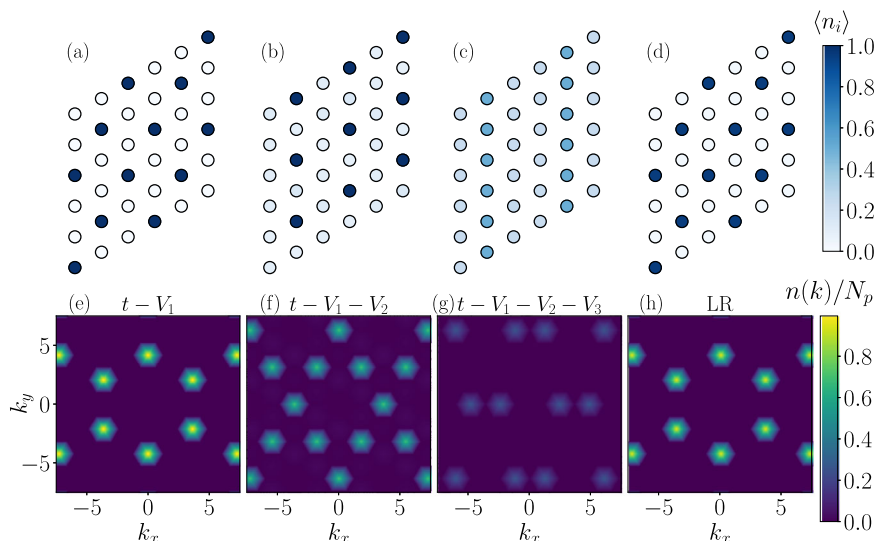 (a) (b) (c) (d) ⟨n_i⟩
1.0
0.8
0.6
0.4
0.2
0.0
(e) t − V_1 (f) t − V_1 − V_2 (g) t − V_1 − V_2 − V_3 (h) LR n(k)/N_p
5
0
−5
k_y
−5 0 5 −5 0 5 −5 0 5 −5 0 5
k_x k_x k_x k_x
0.8
0.6
0.4
0.2
0.0